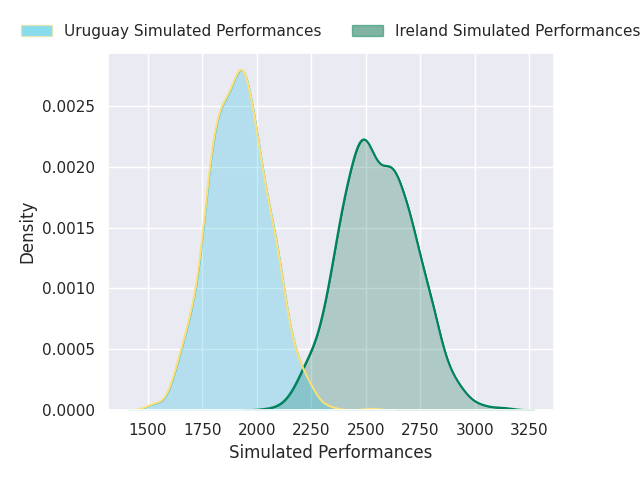 Uruguay Simulated Performances
Ireland Simulated Performances
0.0025
0.0020
0.0015
0.0010
0.0005
0.0000
Density
1500 1750 2000 2250 2500 2750 3000 3250
Simulated Performances